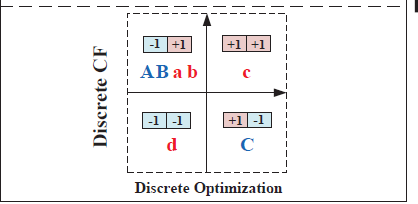 Discrete CF
-1 +1 +1 +1
A B a b c
-1 -1 +1 -1
d C
Discrete Optimization